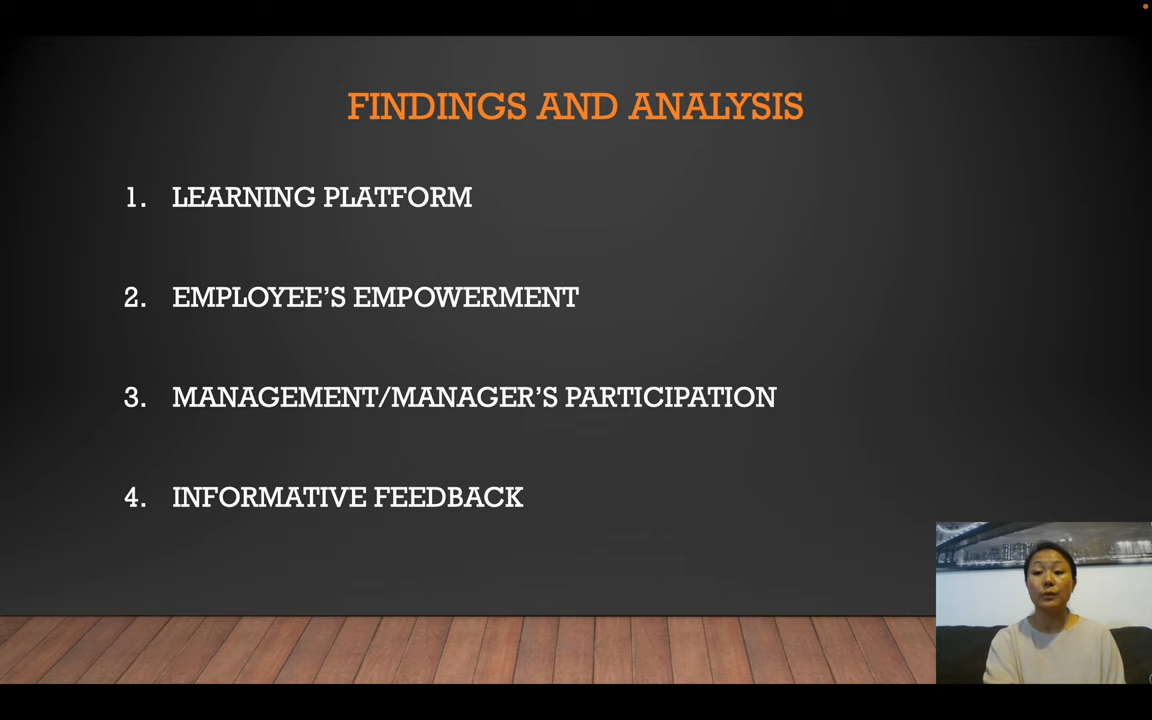 FINDINGS AND ANALYSIS
1. LEARNING PLATFORM
2. EMPLOYEE’S EMPOWERMENT
3. MANAGEMENT/MANAGER’S PARTICIPATION
4. INFORMATIVE FEEDBACK